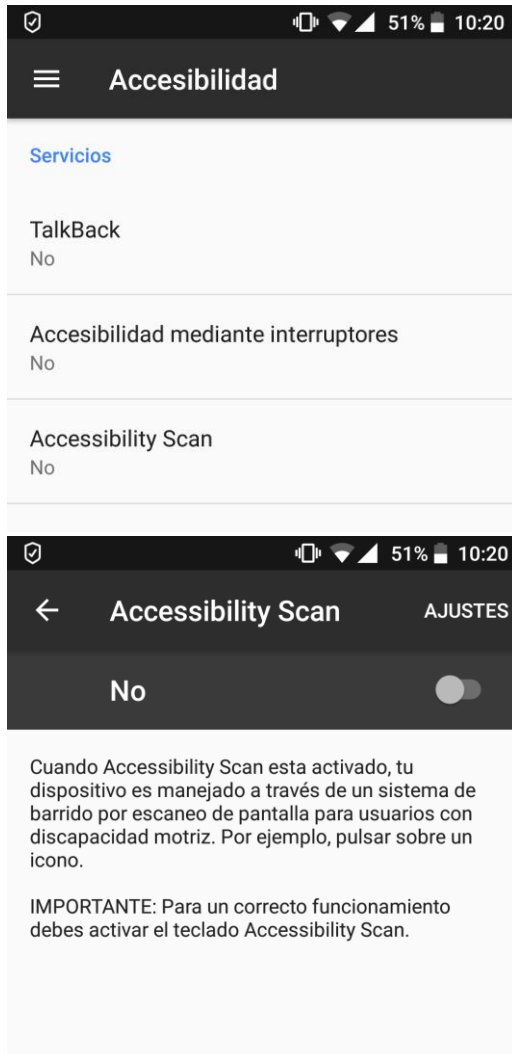 51% 10:20
Accesibilidad
Servicios
TalkBack
No
Accesibilidad mediante interruptores
No
Accessibility Scan
No
51% 10:20
Accessibility Scan AJUSTES
No
Cuando Accessibility Scan esta activado, tu
dispositivo es manejado a través de un sistema de
barrido por escaneo de pantalla para usuarios con
discapacidad motriz. Por ejemplo, pulsar sobre un
icono.
IMPORTANTE: Para un correcto funcionamiento
debes activar el teclado Accessibility Scan.